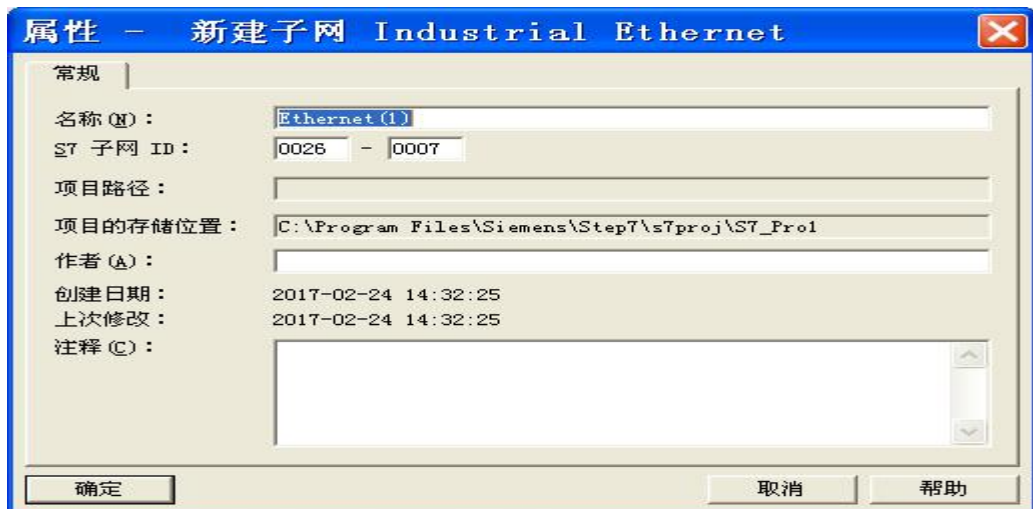 属性 - 新建子网 Industrial Ethernet
常规
名称(N): Ethernet(1)
S7 子网 ID: 0026 - 0007
项目路径:
项目的存储位置: C:\Program Files\Siemens\Step7\s7proj\S7_Pro1
作者(A):
创建日期: 2017-02-24 14:32:25
上次修改: 2017-02-24 14:32:25
注释(C):
确定 取消 帮助